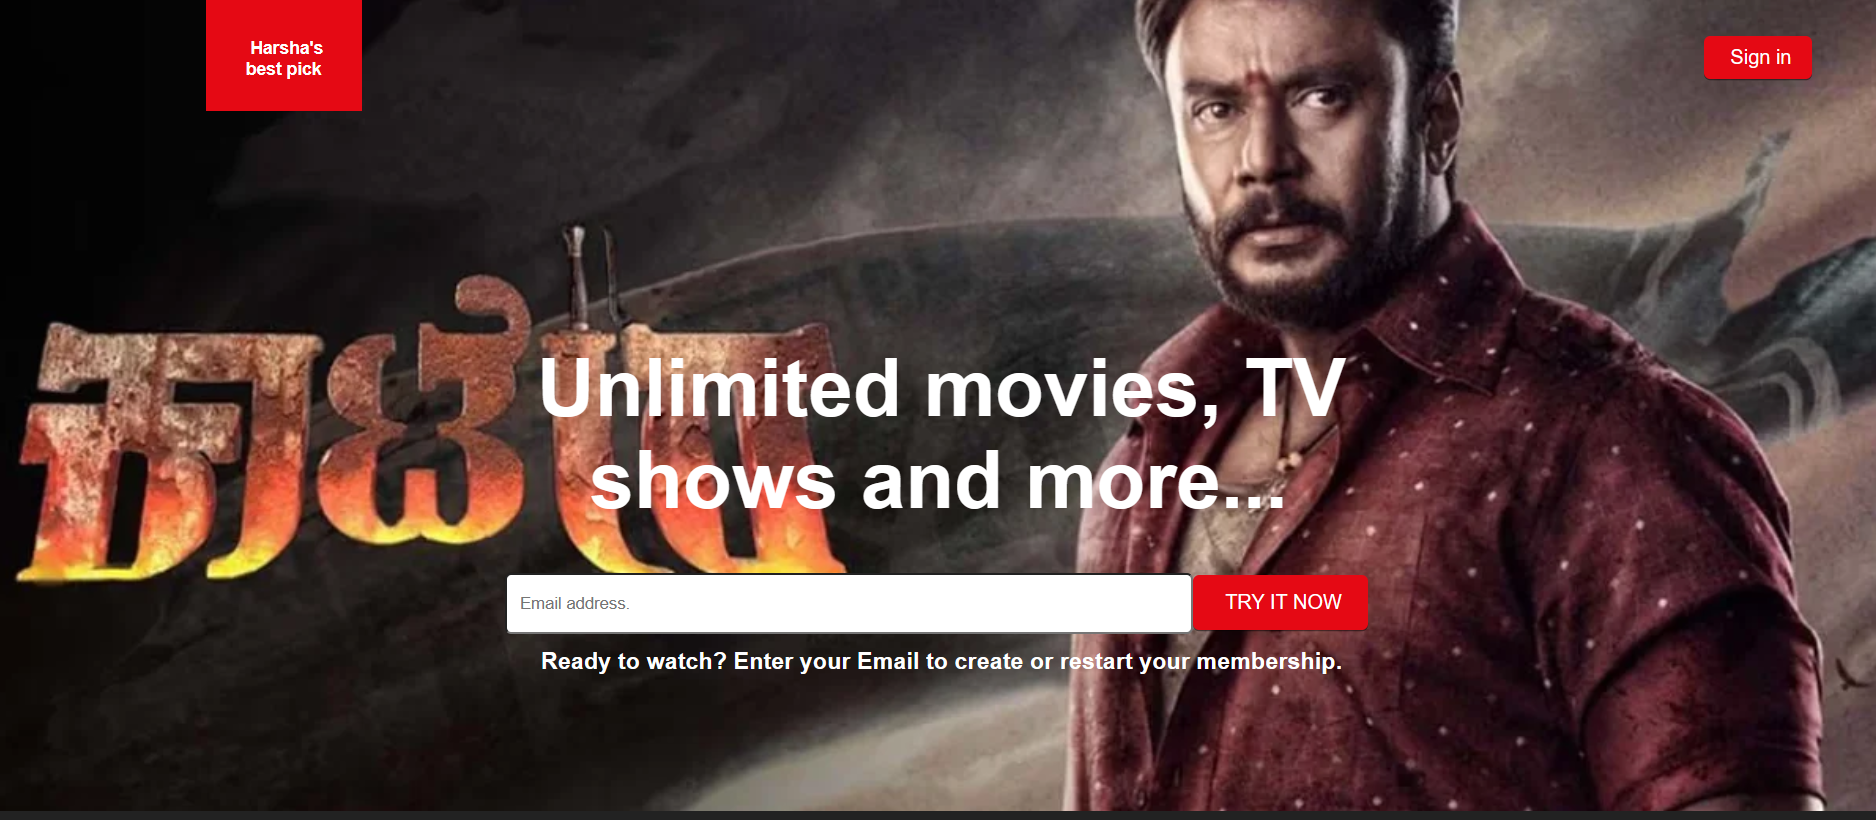 Harsha's
best pick
Sign in
ಕಾಟೇರ
Unlimited movies, TV
shows and more...
Email address.
TRY IT NOW
Ready to watch? Enter your Email to create or restart your membership.